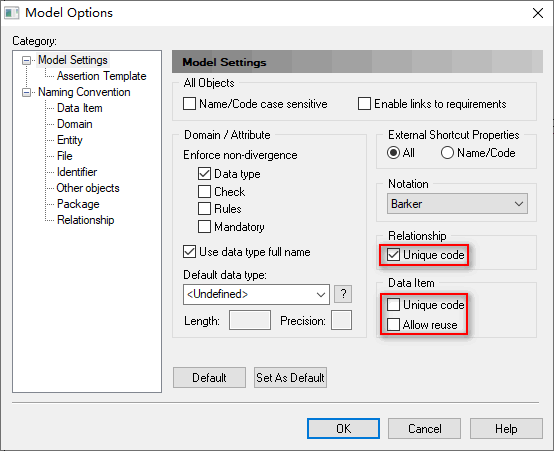 Model Options
Category:
Model Settings
Assertion Template
Naming Convention
Data Item
Domain
Entity
File
Identifier
Other objects
Package
Relationship
Model Settings
All Objects
Name/Code case sensitive
Enable links to requirements
Domain / Attribute
Enforce non-divergence
Data type
Check
Rules
Mandatory
Use data type full name
Default data type:
<Undefined>
?
Length:
Precision:
External Shortcut Properties
All
Name/Code
Notation
Barker
Relationship
Unique code
Data Item
Unique code
Allow reuse
Default
Set As Default
OK
Cancel
Help